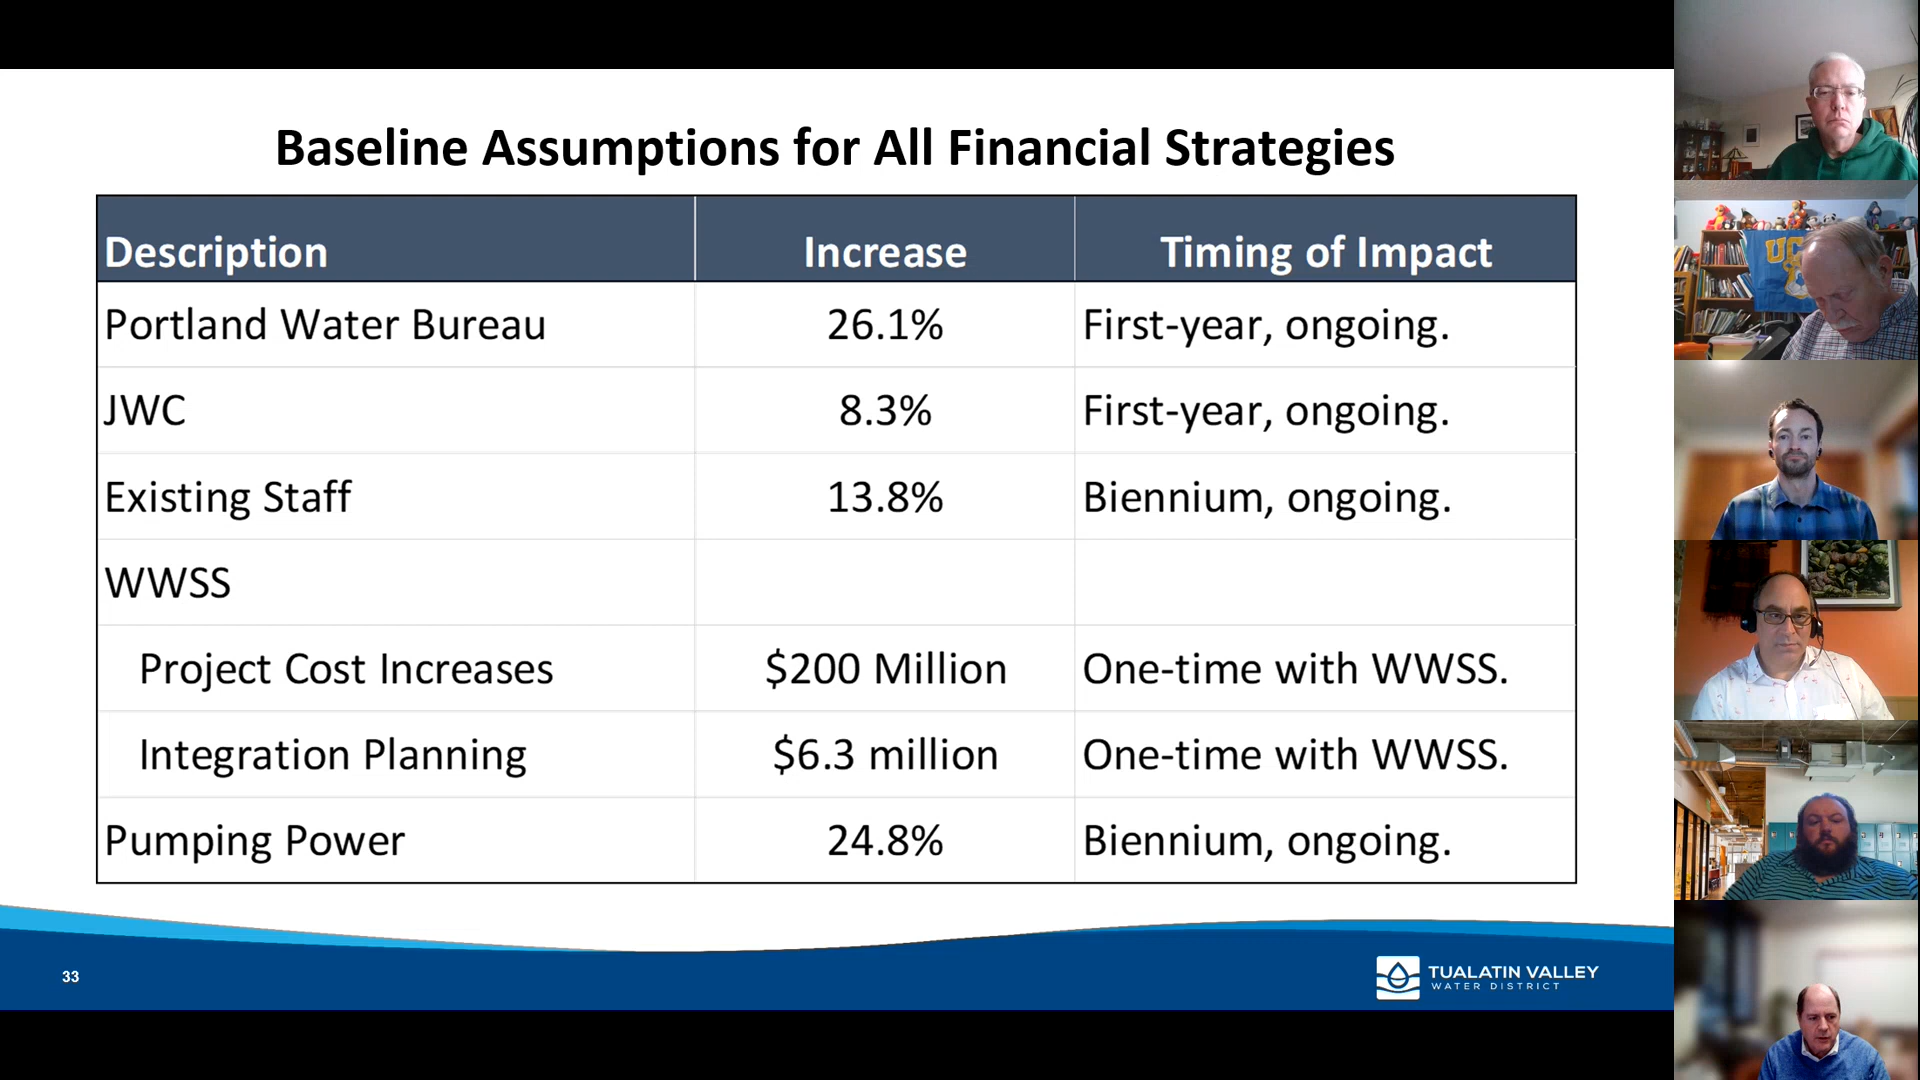 Baseline Assumptions for All Financial Strategies
Description Increase Timing of Impact
Portland Water Bureau 26.1% First-year, ongoing.
JWC 8.3% First-year, ongoing.
Existing Staff 13.8% Biennium, ongoing.
WWSS
Project Cost Increases $200 Million One-time with WWSS.
Integration Planning $6.3 million One-time with WWSS.
Pumping Power 24.8% Biennium, ongoing.
33
TUALATIN VALLEY
WATER DISTRICT